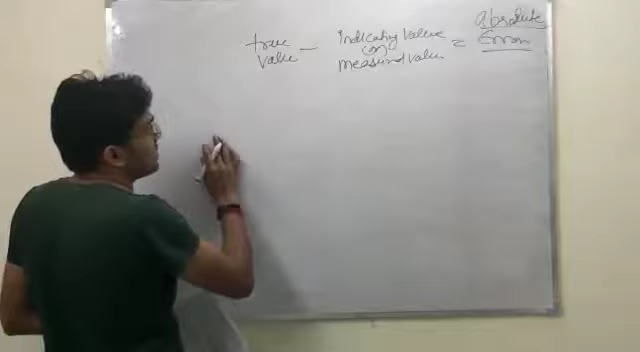 true value - Indicating Value (or) measured value = absolute Error